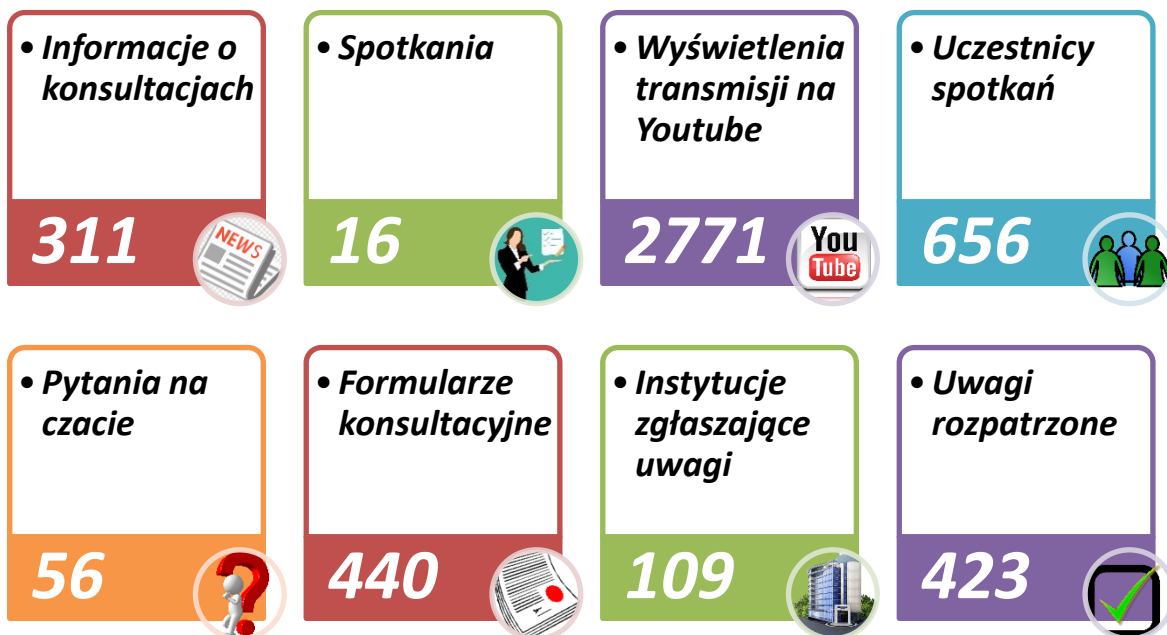 • Informacje o
konsultacjach
311
NEWS
• Spotkania
16
• Wyświetlenia
transmisji na
Youtube
2771
You
Tube
• Uczestnicy
spotkań
656
• Pytania na
czacie
56
• Formularze
konsultacyjne
440
• Instytucje
zgłaszające
uwagi
109
• Uwagi
rozpatrzone
423